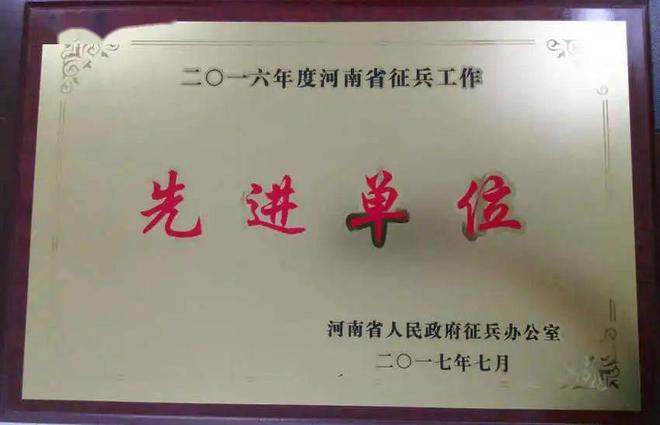 二〇一六年度河南省征兵工作
先进单位
河南省人民政府征兵办公室
二〇一七年七月